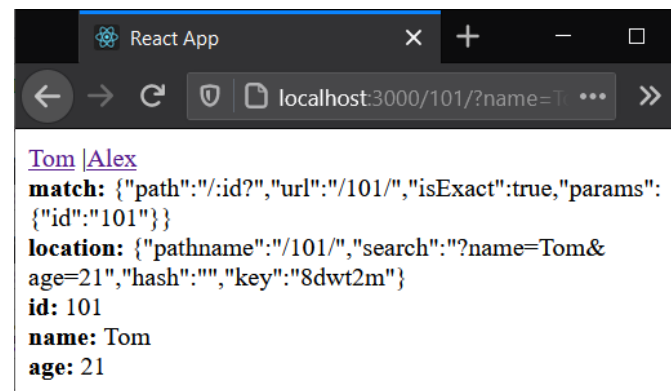 React App
localhost:3000/101/?name=T
Tom |Alex
match: {"path":"/:id?","url":"/101/","isExact":true,"params":
{"id":"101"}}
location: {"pathname":"/101/","search":"?name=Tom&
age=21","hash":"","key":"8dwt2m"}
id: 101
name: Tom
age: 21